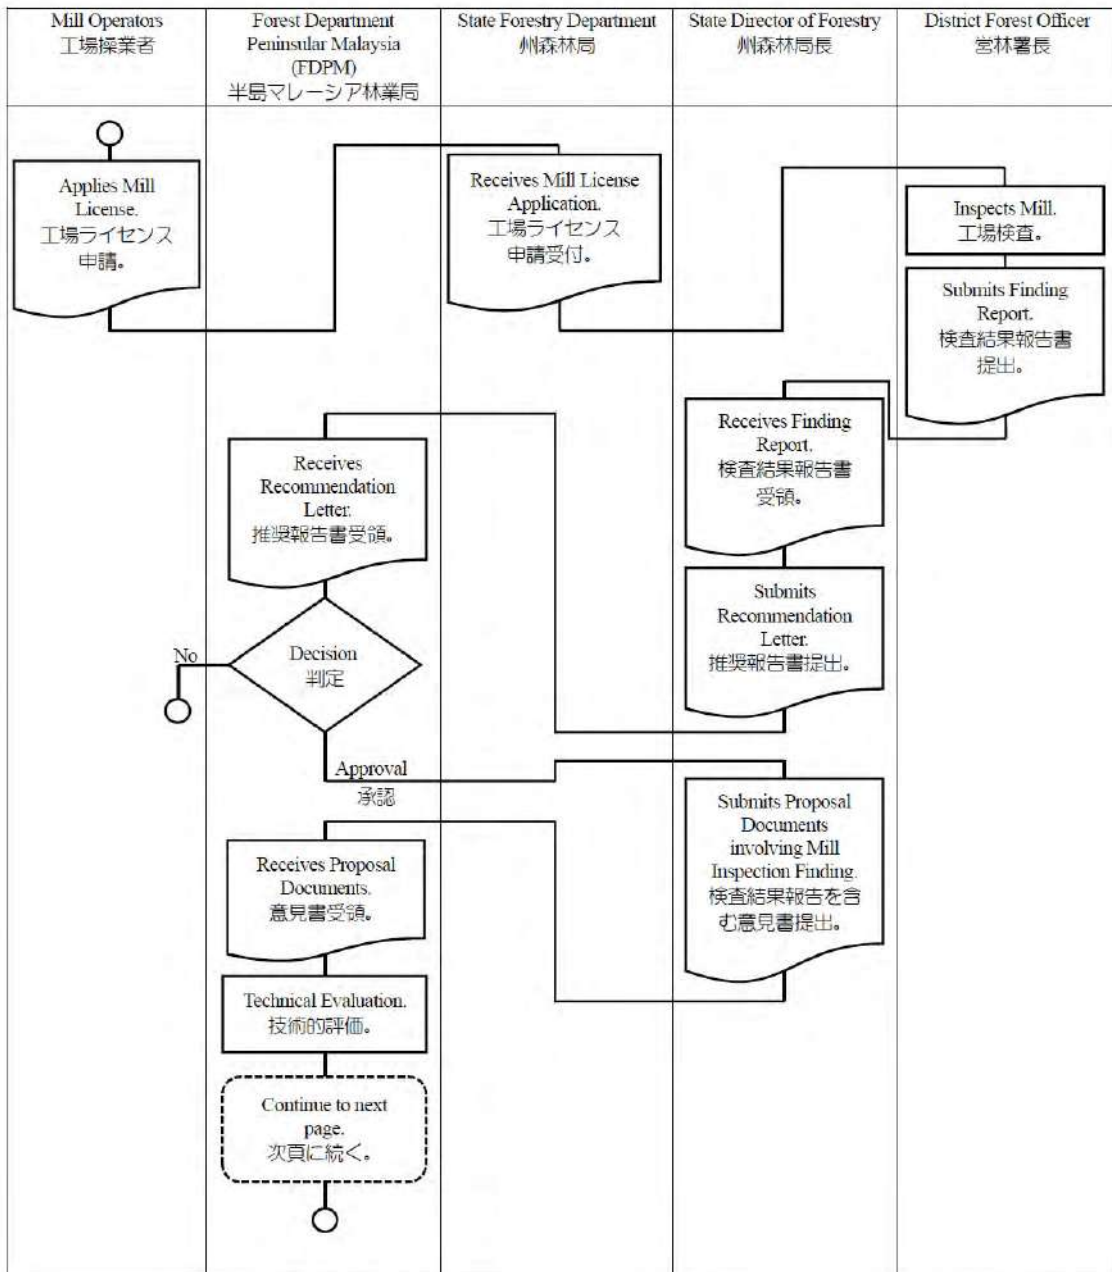 Mill Operators
工場操業者
Forest Department
Peninsular Malaysia
(FDPM)
半島マレーシア林業局
State Forestry Department
州森林局
State Director of Forestry
州森林局長
District Forest Officer
営林署長
Applies Mill
License.
工場ライセンス
申請。
Receives Mill License
Application.
工場ライセンス
申請受付。
Inspects Mill.
工場検査。
Submits Finding
Report.
検査結果報告書
提出。
Receives Finding
Report.
検査結果報告書
受領。
Receives
Recommendation
Letter.
推奨報告書受領。
Submits
Recommendation
Letter.
推奨報告書提出。
No
Decision
判定
Approval
承認
Submits Proposal
Documents
involving Mill
Inspection Finding.
検査結果報告を含
む意見書提出。
Receives Proposal
Documents.
意見書受領。
Technical Evaluation.
技術的評価。
Continue to next
page.
次頁に続く。